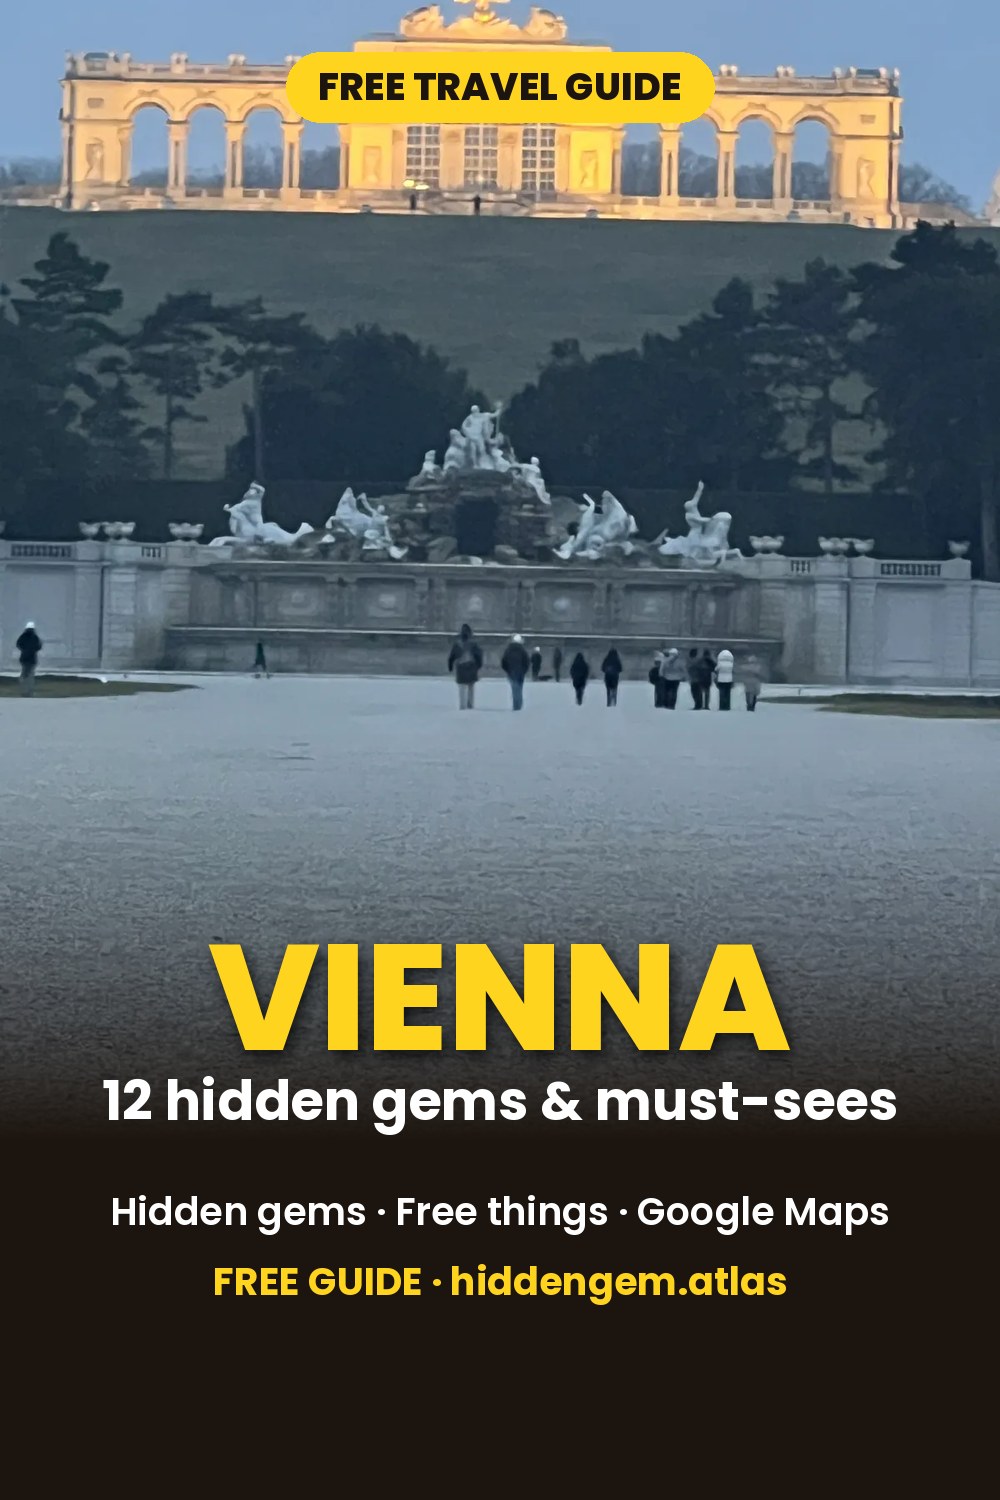 FREE TRAVEL GUIDE
VIENNA
12 hidden gems & must-sees
Hidden gems · Free things · Google Maps
FREE GUIDE · hiddengem.atlas